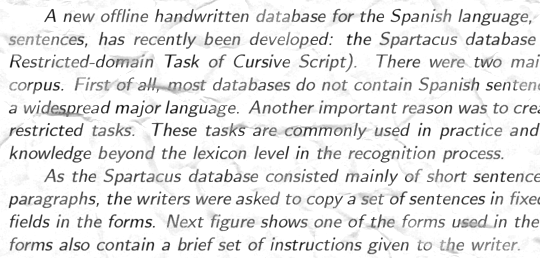 A new offline handwritten database for the Spanish language,
sentences, has recently been developed: the Spartacus database
Restricted-domain Task of Cursive Script). There were two mai
corpus. First of all, most databases do not contain Spanish sentenc
a widespread major language. Another important reason was to crea
restricted tasks. These tasks are commonly used in practice and
knowledge beyond the lexicon level in the recognition process.
As the Spartacus database consisted mainly of short sentence
paragraphs, the writers were asked to copy a set of sentences in fixed
fields in the forms. Next figure shows one of the forms used in the
forms also contain a brief set of instructions given to the writer.